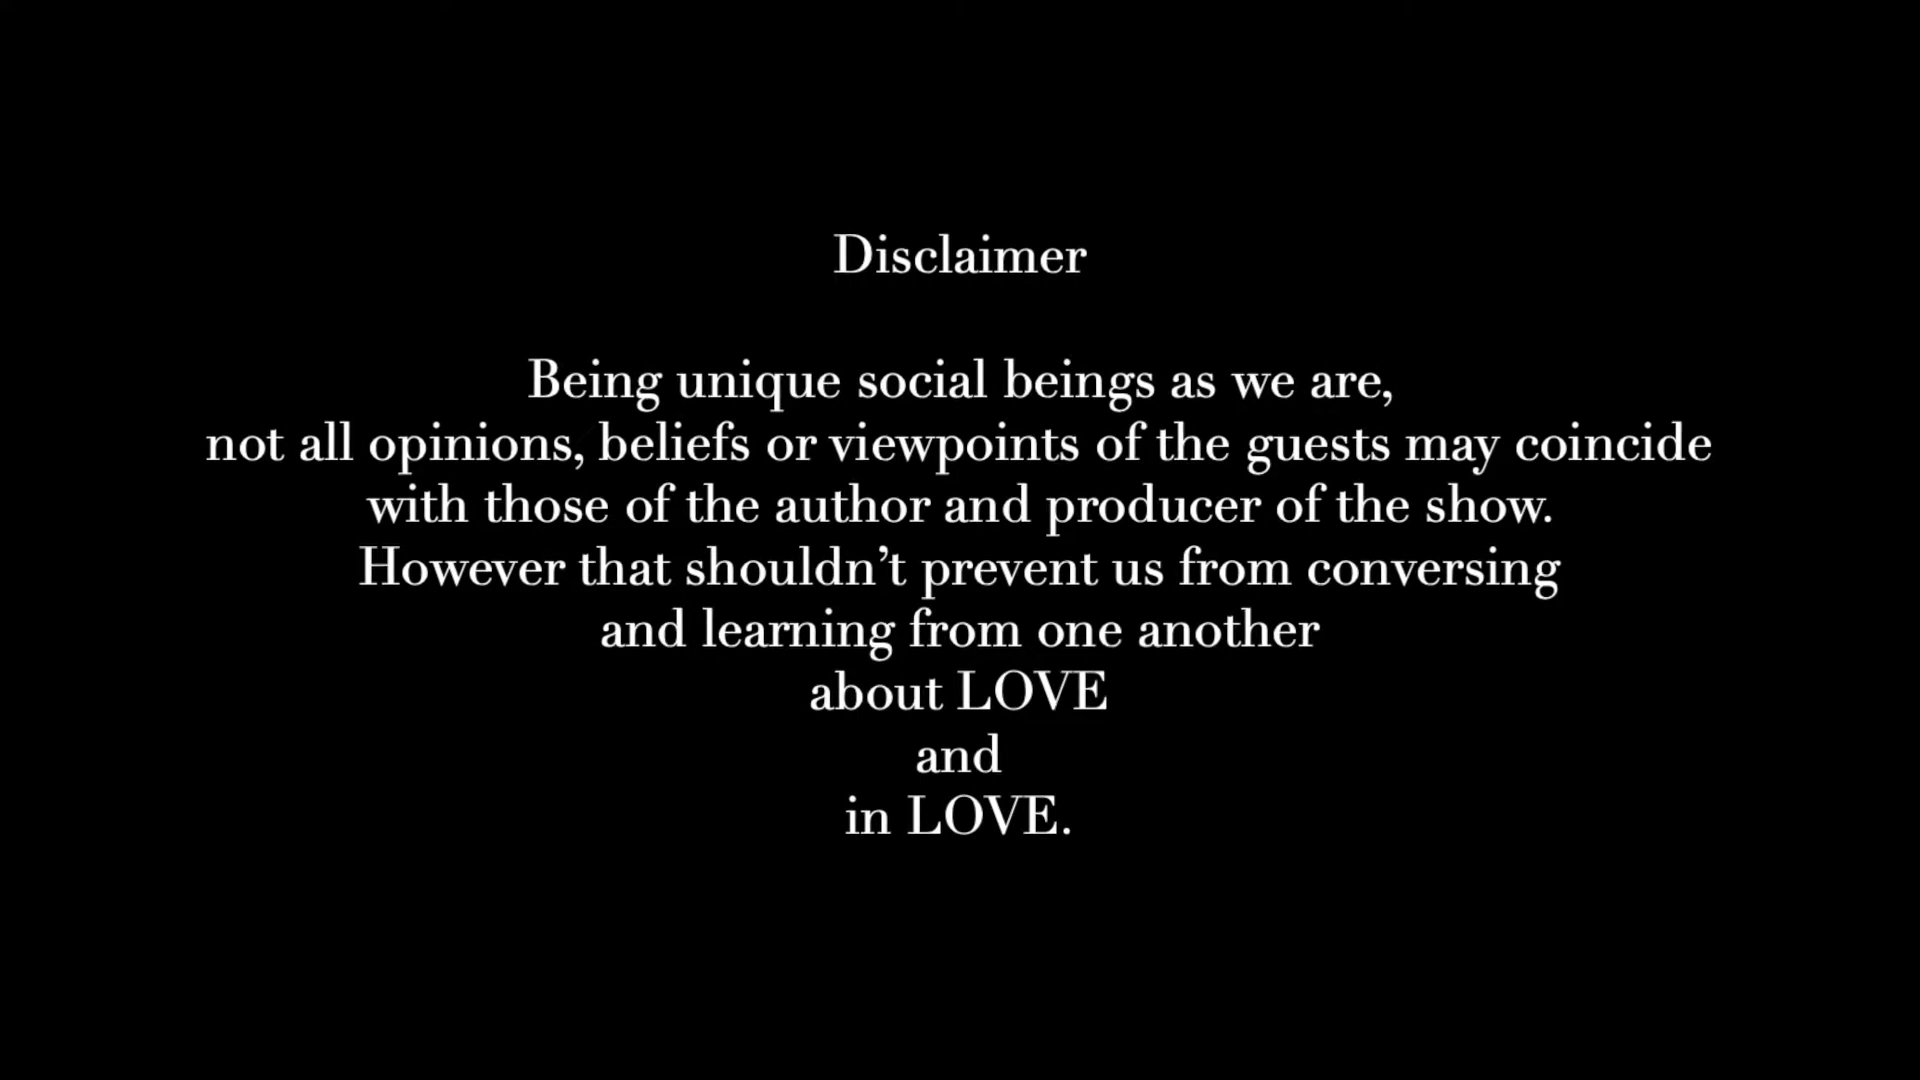 Disclaimer
Being unique social beings as we are,
not all opinions, beliefs or viewpoints of the guests may coincide
with those of the author and producer of the show.
However that shouldn’t prevent us from conversing
and learning from one another
about LOVE
and
in LOVE.